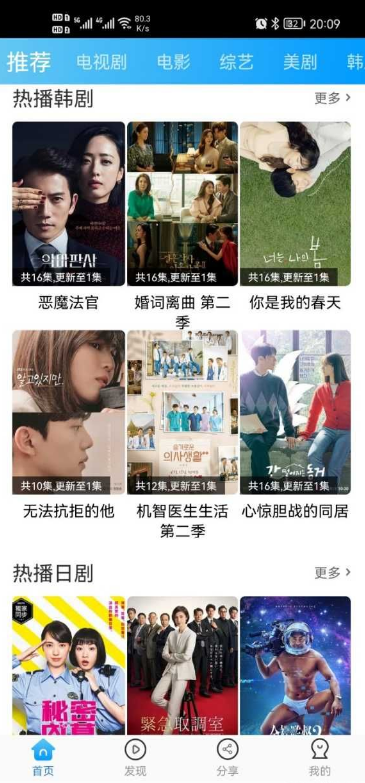 HD 5G 4G 4G 80.3
HD 2 K/s 82 20:09
推荐 电视剧 电影 综艺 美剧 韩
热播韩剧 更多 >
악마판사
너는 나의 봄
共16集,更新至1集 共16集,更新至1集 共16集,更新至1集
恶魔法官 婚词离曲 第二季 你是我的春天
알고있지만,
슬기로운
의사생활
간 떨어지는 동거
共10集,更新至1集 共12集,更新至1集 共16集,更新至1集
无法抗拒的他 机智医生生活 第二季 心惊胆战的同居
热播日剧 更多 >
秘密
緊急取調室
首页 发现 分享 我的